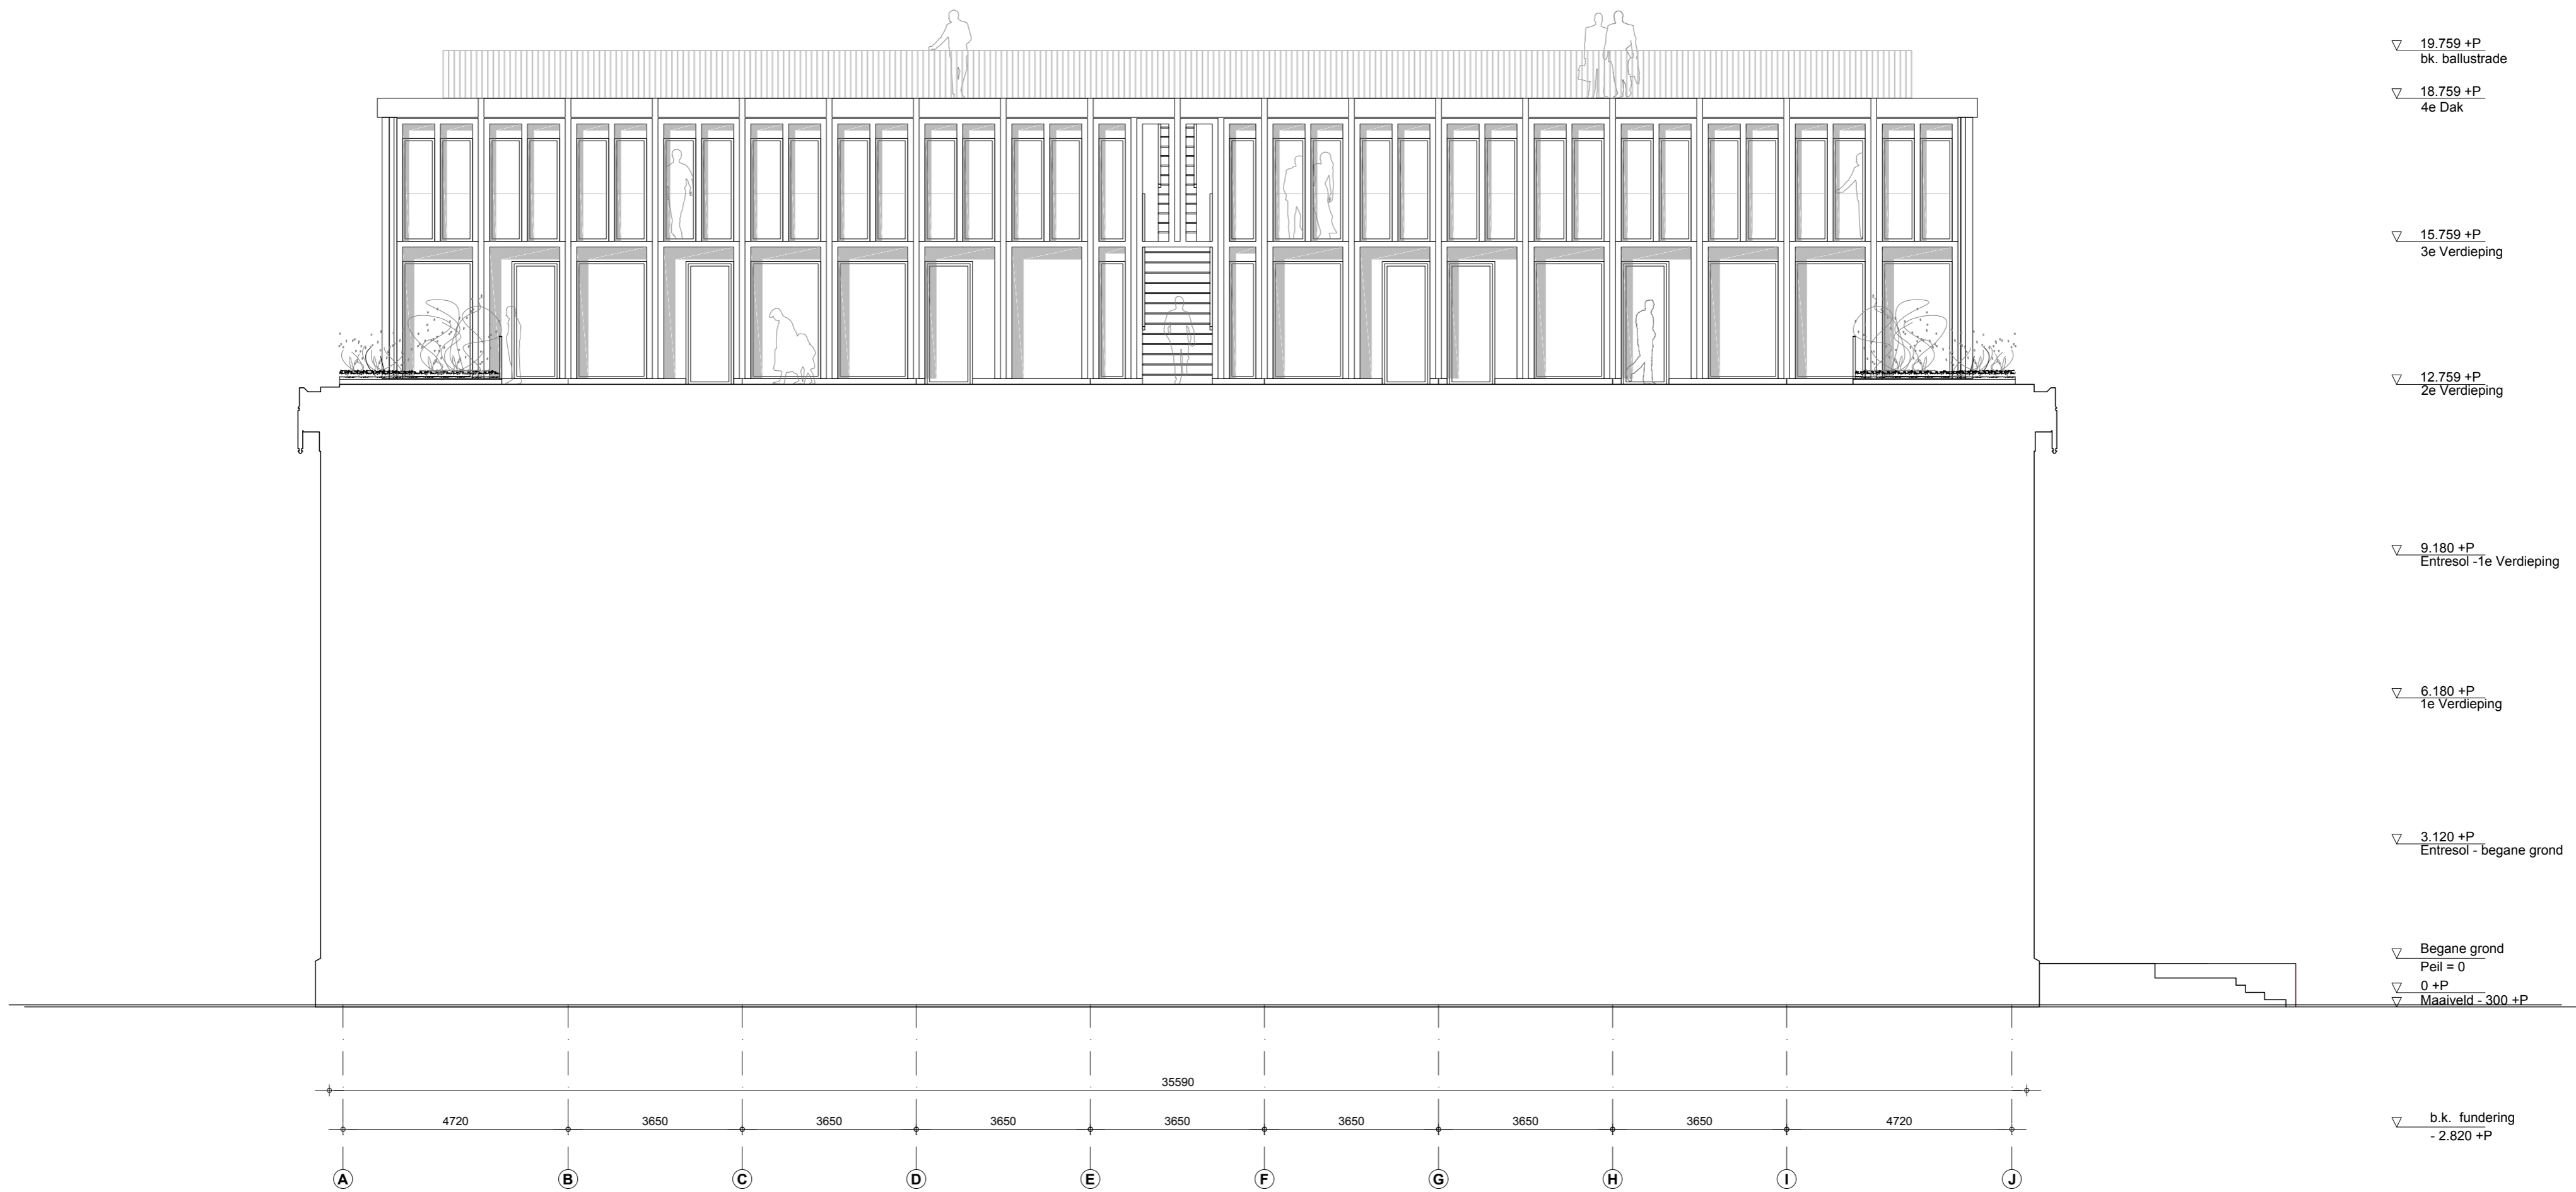 19.759 +P
bk. ballustrade
18.759 +P
4e Dak
15.759 +P
3e Verdieping
12.759 +P
2e Verdieping
9.180 +P
Entresol -1e Verdieping
6.180 +P
1e Verdieping
3.120 +P
Entresol - begane grond
Begane grond
Peil = 0
0 +P
Maaiveld - 300 +P
35590
4720 3650 3650 3650 3650 3650 3650 3650 4720
b.k. fundering
- 2.820 +P
A B C D E F G H I J